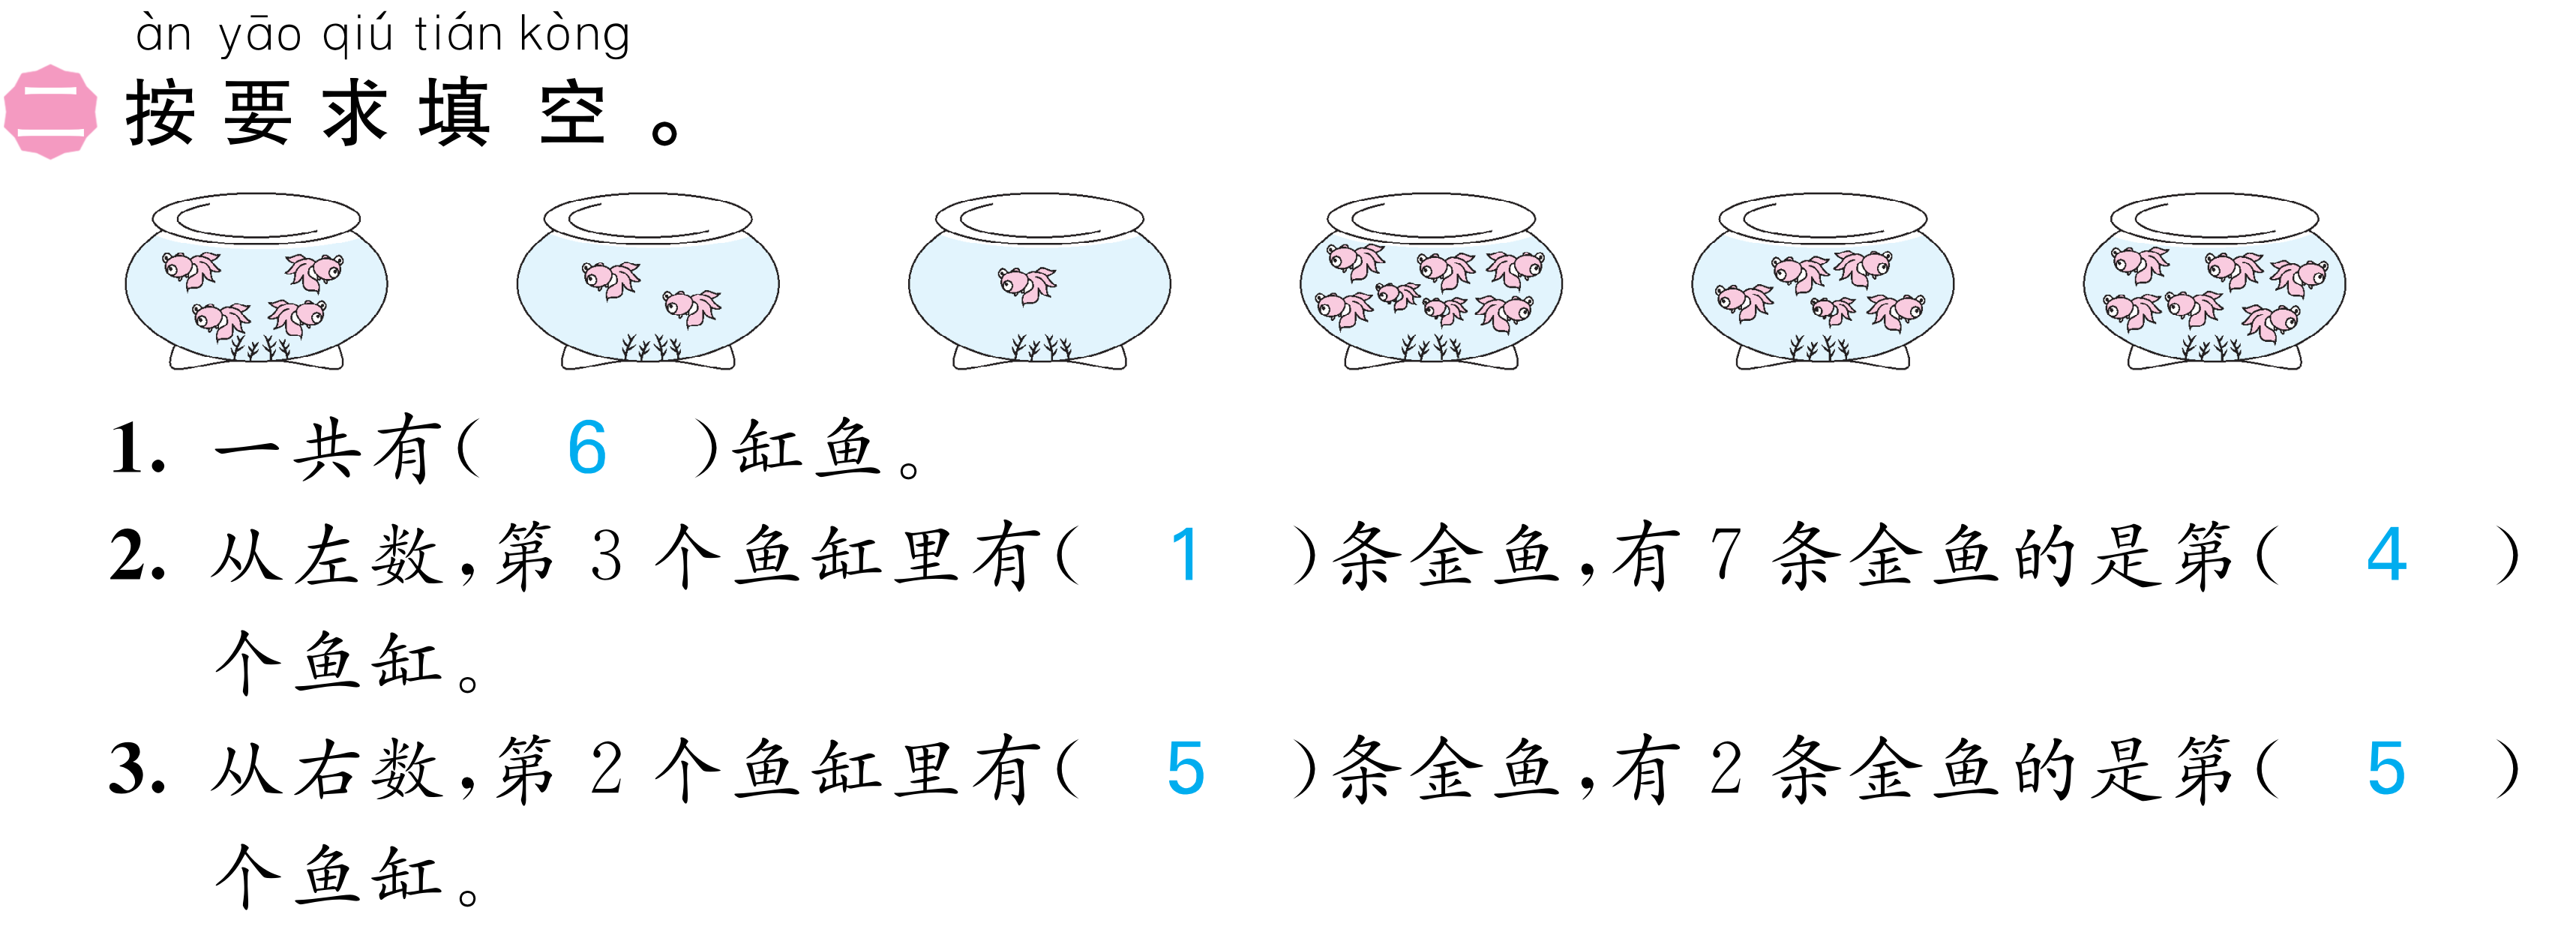 àn yāo qiú tián kòng
二 按要求填空。
1. 一共有( 6 )缸鱼。
2. 从左数,第 3 个鱼缸里有( 1 )条金鱼,有 7 条金鱼的是第( 4 )
个鱼缸。
3. 从右数,第 2 个鱼缸里有( 5 )条金鱼,有 2 条金鱼的是第( 5 )
个鱼缸。